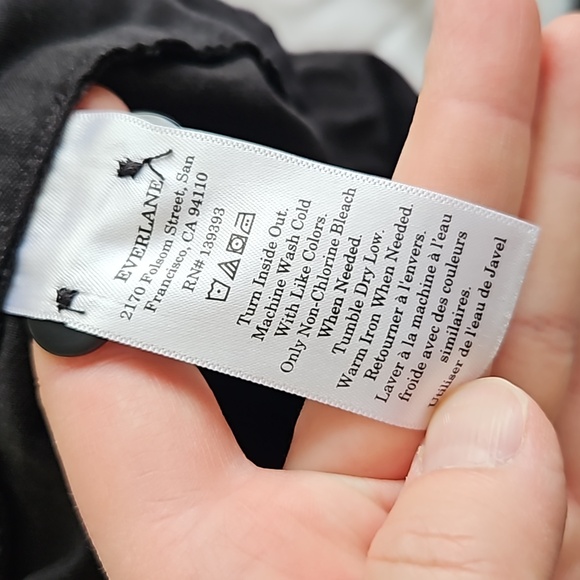 EVERLANE
2170 Folsom Street, San
Francisco, CA 94110
RN# 139393
Turn Inside Out.
Machine Wash Cold
With Like Colors.
Only Non-Chlorine Bleach
When Needed.
Tumble Dry Low.
Warm Iron When Needed.
Retourner à l'envers.
Laver à la machine à l'eau
froide avec des couleurs
similaires.
Utiliser de l'eau de Javel